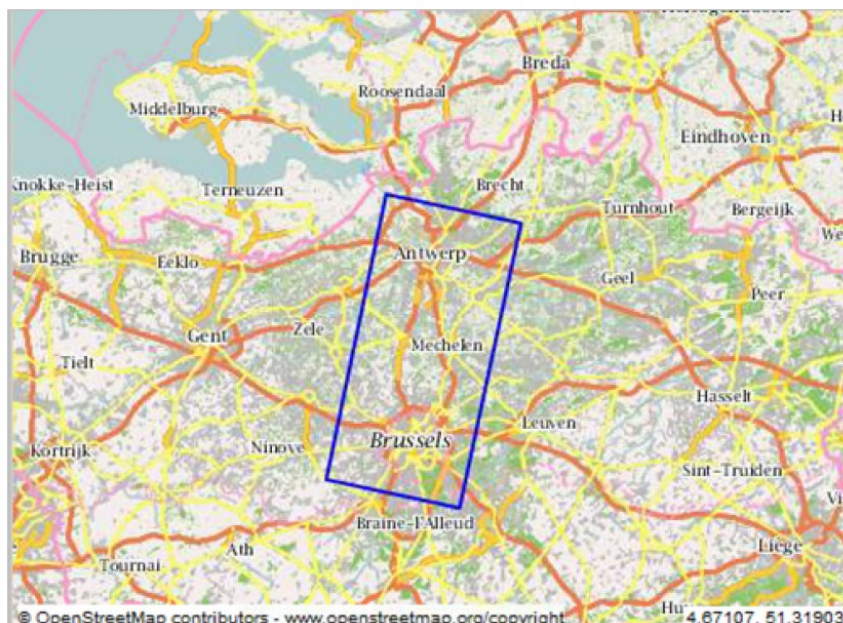 Breda
Roosendaal
Middelburg
Eindhoven
Knokke-Heist
Terneuzen
Brecht
Turnhout
Bergeijk
Brugge
Eeklo
Antwerp
Geel
Peer
Gent
Zele
Mechelen
Tielt
Hasselt
Kortrijk
Ninove
Brussels
Leuven
Sint-Truiden
Braine-l'Alleud
Ath
Tournai
Liege
© OpenStreetMap contributors - www.openstreetmap.org/copyright
4.67107, 51.31903